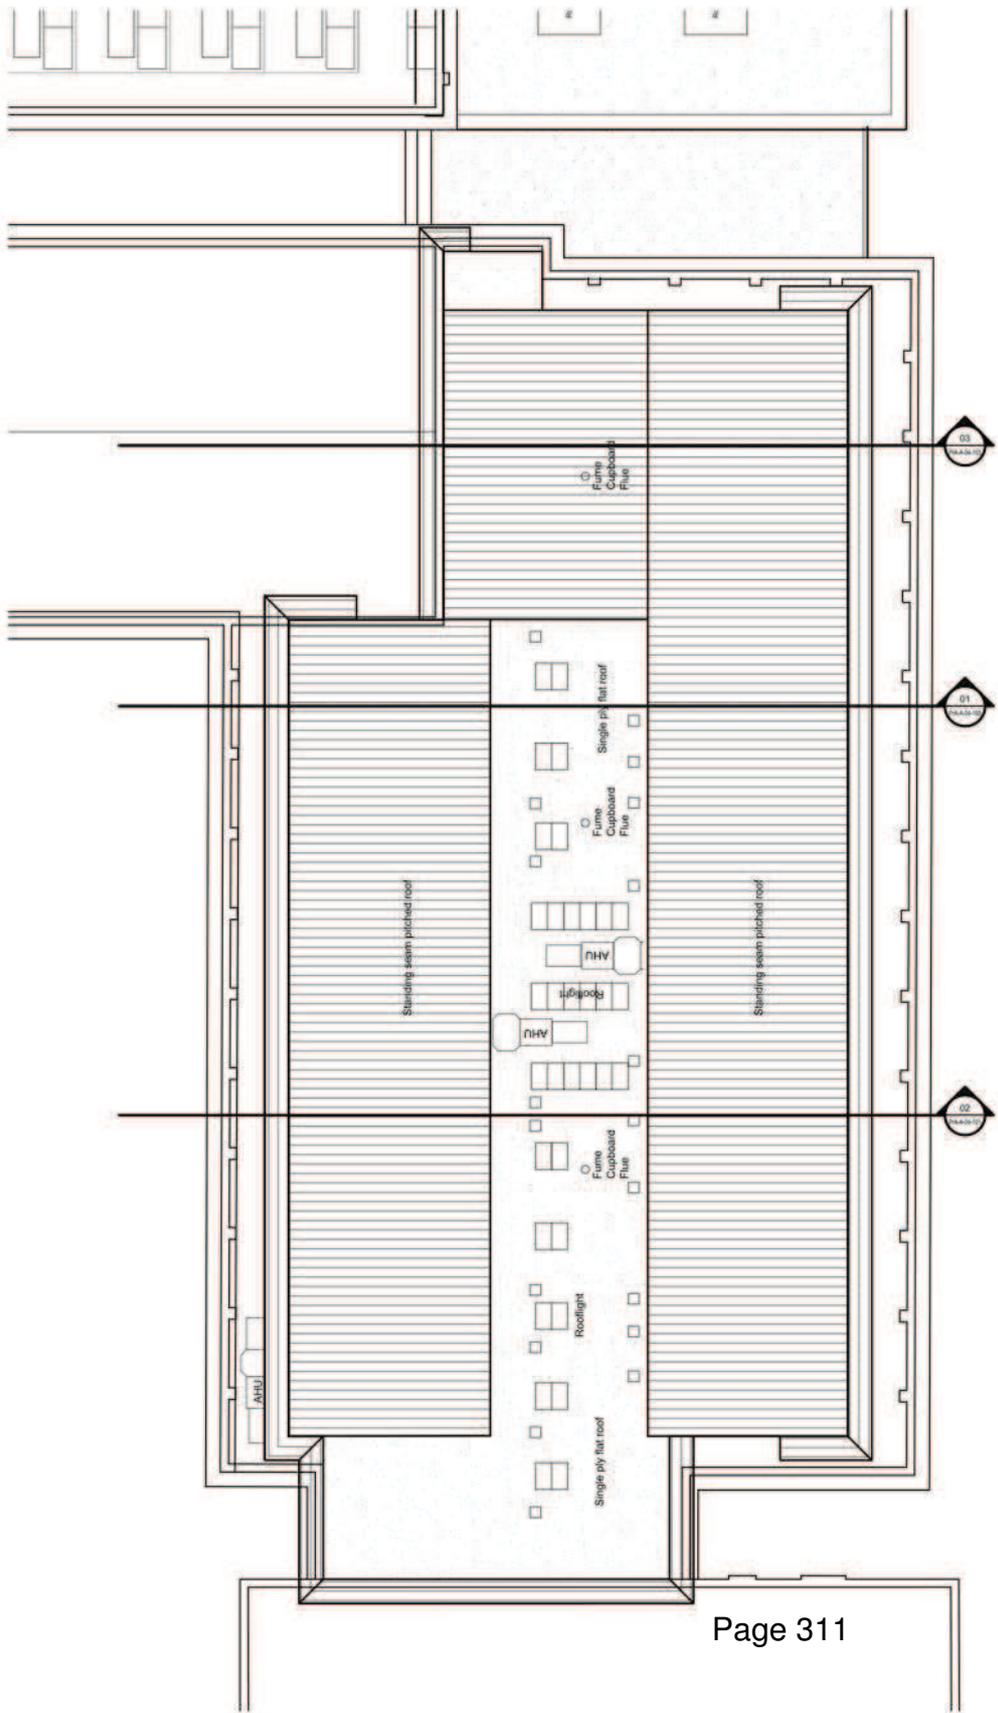 03
Fume
Cupboard
Flue
01
Single ply flat roof
Fume
Cupboard
Flue
Standing seam pitched roof
Standing seam pitched roof
AHU
Rooflight
AHU
02
Fume
Cupboard
Flue
Rooflight
AHU
Single ply flat roof
Page 311